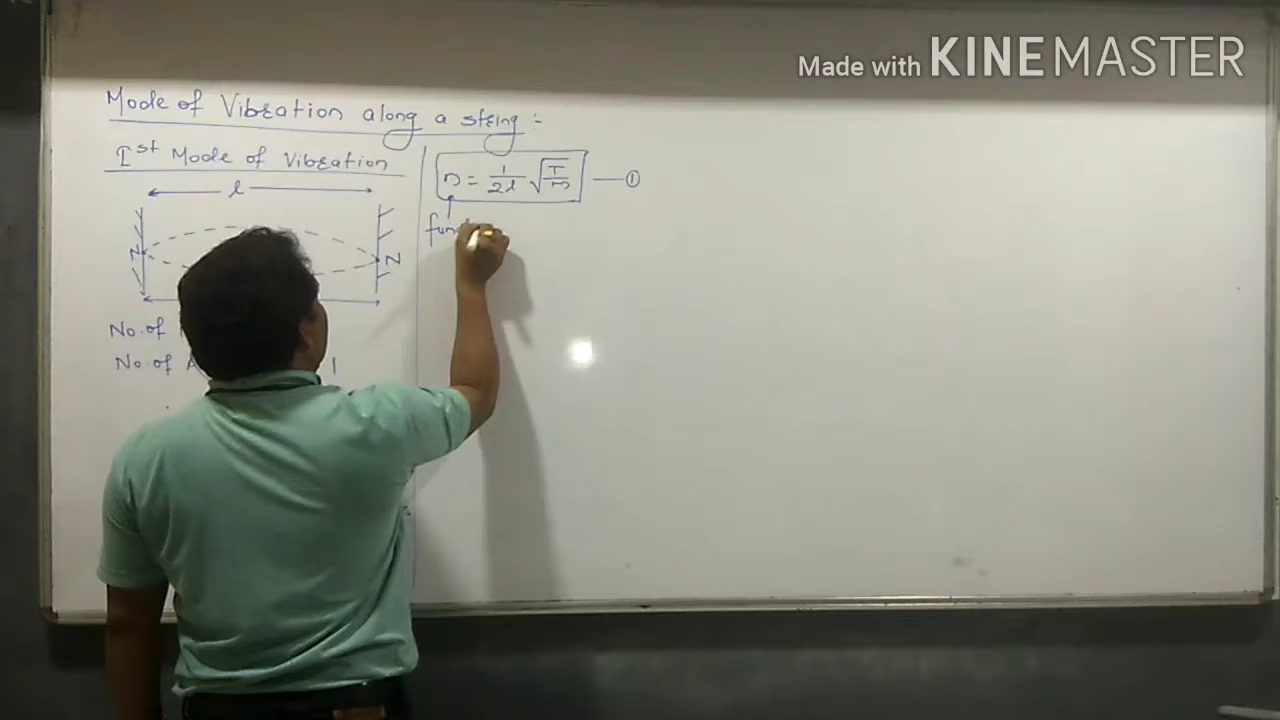 Made with KINEMASTER
Mode of Vibration along a string :-
Ist Mode of Vibration
l
N
N
No. of
No. of A 1
n = 1/2l √T/m — ①
fun